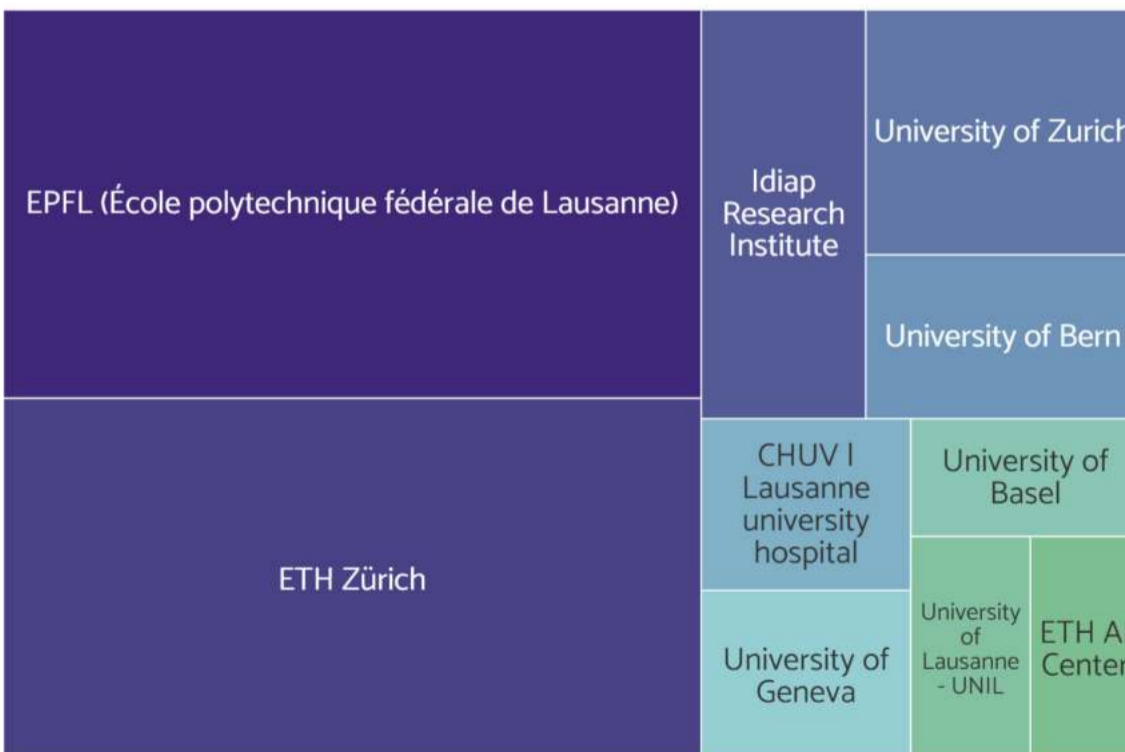 EPFL (École polytechnique fédérale de Lausanne)
Idiap
Research
Institute
University of Zurich
University of Bern
ETH Zürich
CHUV l
Lausanne
university
hospital
University of
Basel
University of
Geneva
University
of
Lausanne
- UNIL
ETH A
Center